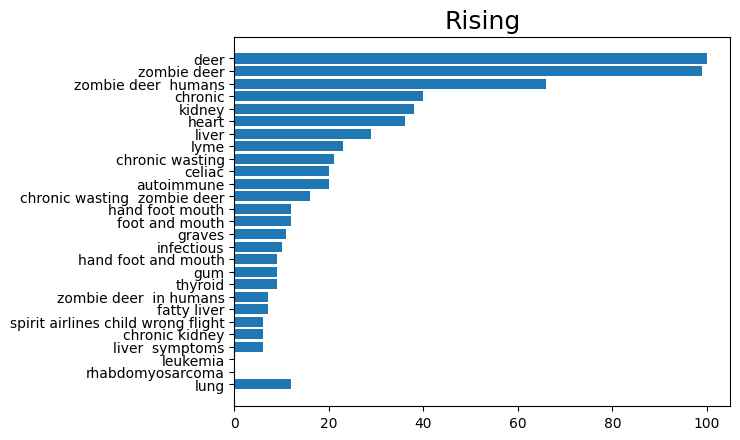 Rising
deer
zombie deer
zombie deer  humans
chronic
kidney
heart
liver
lyme
chronic wasting
celiac
autoimmune
chronic wasting  zombie deer
hand foot mouth
foot and mouth
graves
infectious
hand foot and mouth
gum
thyroid
zombie deer  in humans
fatty liver
spirit airlines child wrong flight
chronic kidney
liver  symptoms
leukemia
rhabdomyosarcoma
lung
0 20 40 60 80 100